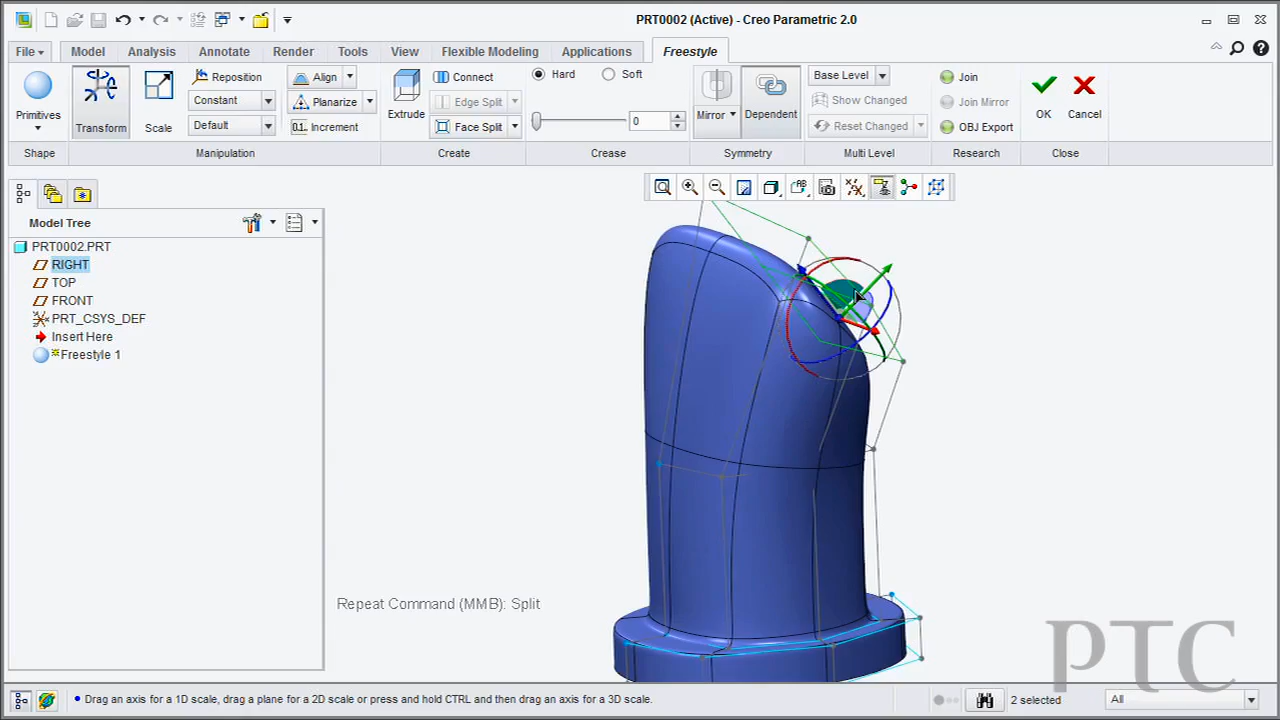 PRT0002 (Active) - Creo Parametric 2.0
File Model Analysis Annotate Render Tools View Flexible Modeling Applications Freestyle
Reposition Align Connect Hard Soft Base Level Join
Constant Planarize Edge Split 0 Show Changed Join Mirror
Primitives Transform Scale Default 0.1.. Increment Extrude Face Split Mirror Dependent Reset Changed OBJ Export OK Cancel
Shape Manipulation Create Crease Symmetry Multi Level Research Close
Model Tree
PRT0002.PRT
RIGHT
TOP
FRONT
PRT_CSYS_DEF
Insert Here
Freestyle 1
Repeat Command (MMB): Split
PTC
Drag an axis for a 1D scale, drag a plane for a 2D scale or press and hold CTRL and then drag an axis for a 3D scale. 2 selected All